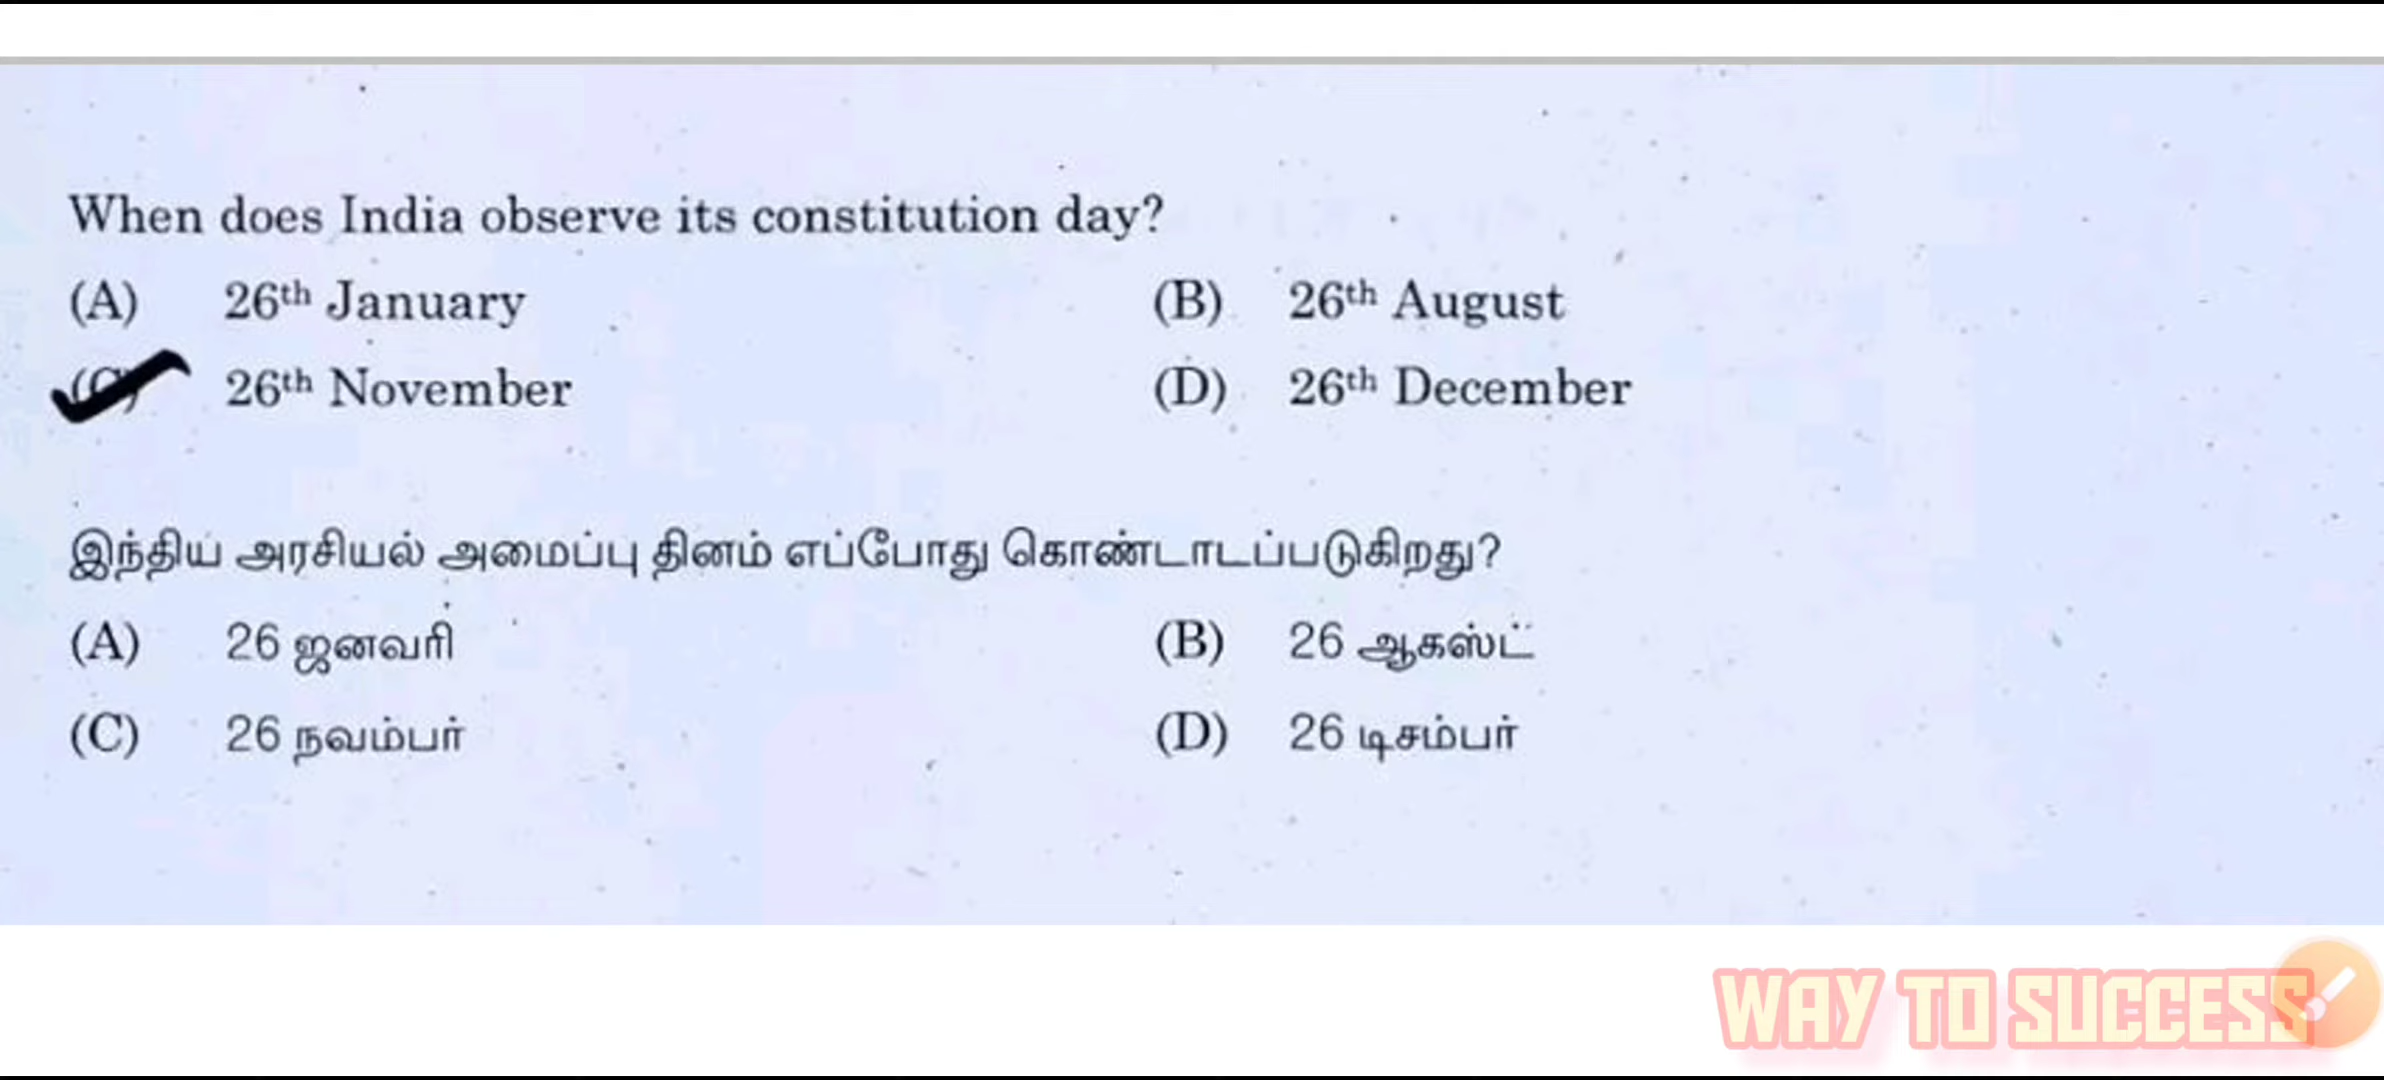 When does India observe its constitution day?
(A) 26th January (B) 26th August
(C) 26th November (D) 26th December
இந்திய அரசியல் அமைப்பு தினம் எப்போது கொண்டாடப்படுகிறது?
(A) 26 ஜனவரி (B) 26 ஆகஸ்ட்
(C) 26 நவம்பர் (D) 26 டிசம்பர்
WAY TO SUCCESS